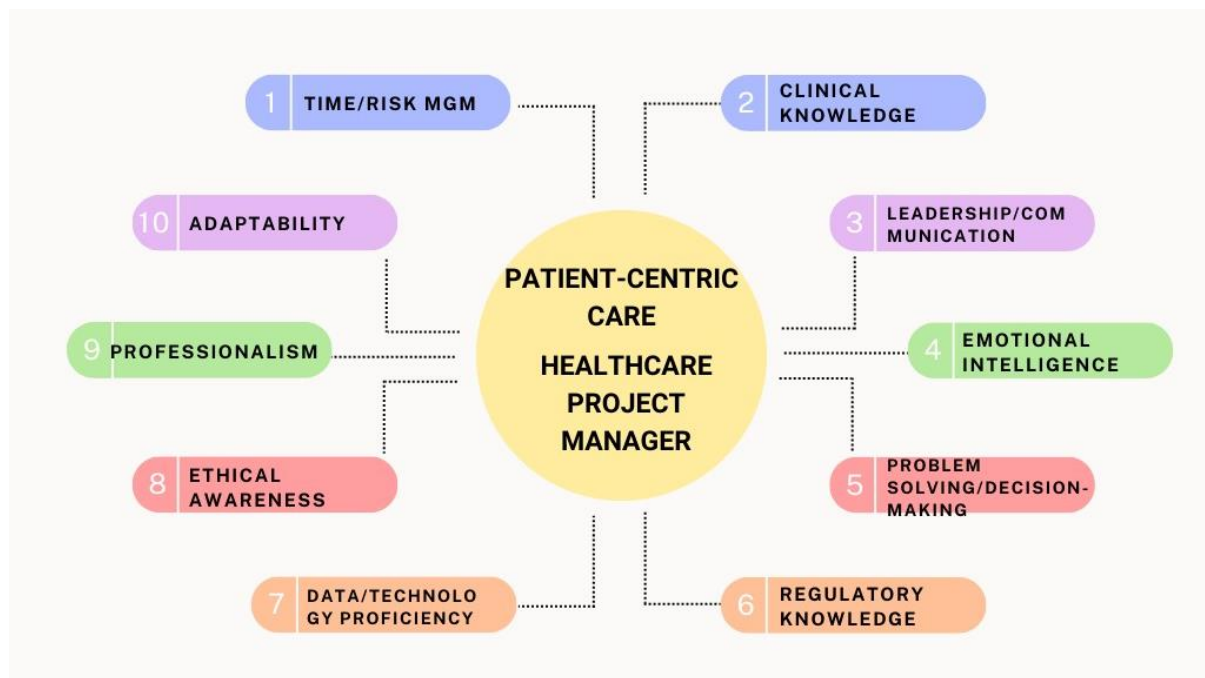 1 TIME/RISK MGM
2 CLINICAL
KNOWLEDGE
3 LEADERSHIP/COM
MUNICATION
4 EMOTIONAL
INTELLIGENCE
5 PROBLEM
SOLVING/DECISION-
MAKING
6 REGULATORY
KNOWLEDGE
7 DATA/TECHNOLO
GY PROFICIENCY
8 ETHICAL
AWARENESS
9 PROFESSIONALISM
10 ADAPTABILITY
PATIENT-CENTRIC
CARE
HEALTHCARE
PROJECT
MANAGER